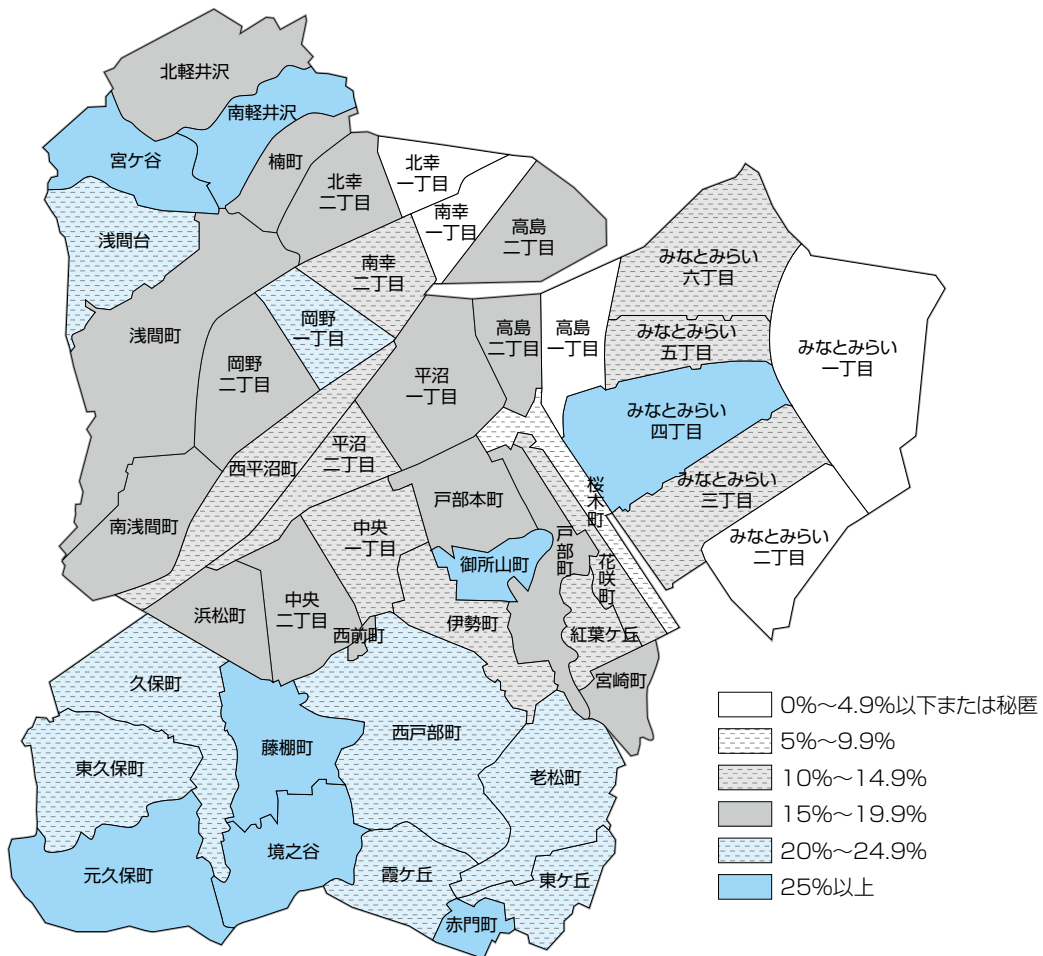 北軽井沢
南軽井沢
宮ケ谷
楠町
北幸
一丁目
北幸
二丁目
南幸
一丁目
高島
二丁目
浅間台
南幸
二丁目
みなとみらい
六丁目
浅間町
岡野
一丁目
岡野
二丁目
平沼
一丁目
高島
二丁目
高島
一丁目
みなとみらい
五丁目
みなとみらい
一丁目
みなとみらい
四丁目
西平沼町
平沼
二丁目
みなとみらい
三丁目
桜木町
南浅間町
戸部本町
中央
一丁目
戸部町
みなとみらい
二丁目
御所山町
花咲町
浜松町
中央
二丁目
西前町
伊勢町
紅葉ケ丘
宮崎町
久保町
西戸部町
藤棚町
東久保町
老松町
境之谷
元久保町
霞ケ丘
東ケ丘
赤門町
0%～4.9%以下または秘匿
5%～9.9%
10%～14.9%
15%～19.9%
20%～24.9%
25%以上